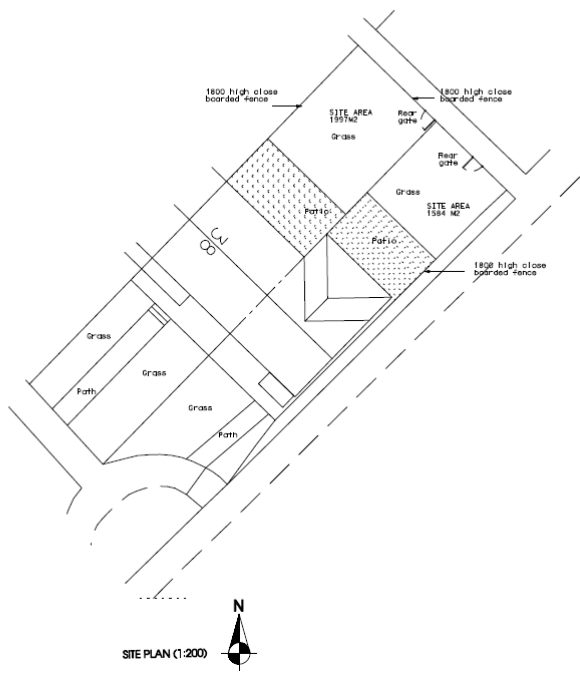 1800 high close
boarded fence
1800 high close
boarded fence
SITE AREA
1997M2
Grass
Rear
gate
Rear
gate
Grass
SITE AREA
1584 M2
Patio
Patio
38
1800 high close
boarded fence
Grass
Grass
Path
Grass
Path
N
SITE PLAN (1:200)